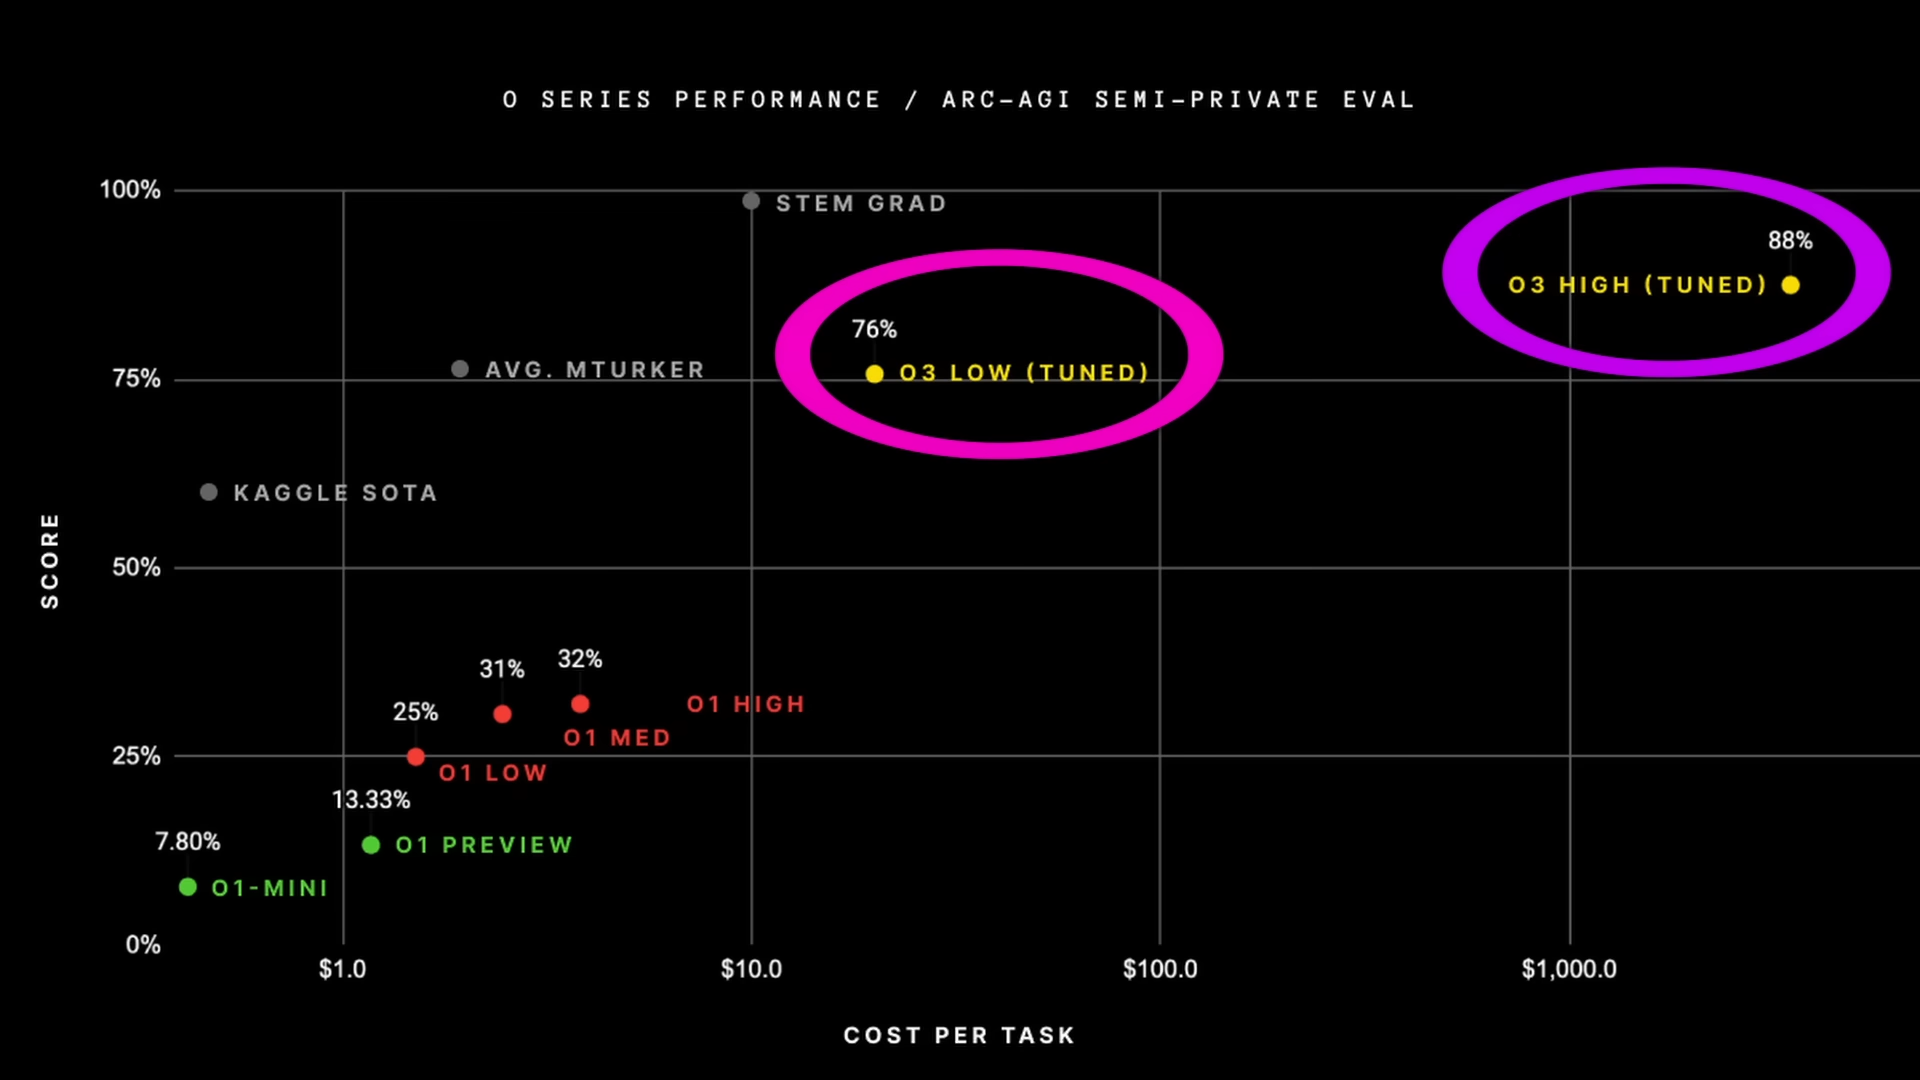 O SERIES PERFORMANCE / ARC-AGI SEMI-PRIVATE EVAL
100%
STEM GRAD
88%
O3 HIGH (TUNED)
76%
O3 LOW (TUNED)
AVG. MTURKER
75%
KAGGLE SOTA
SCORE
50%
32%
31%
O1 HIGH
25%
O1 MED
25%
O1 LOW
13.33%
7.80%
O1 PREVIEW
O1-MINI
0%
$1.0
$10.0
$100.0
$1,000.0
COST PER TASK